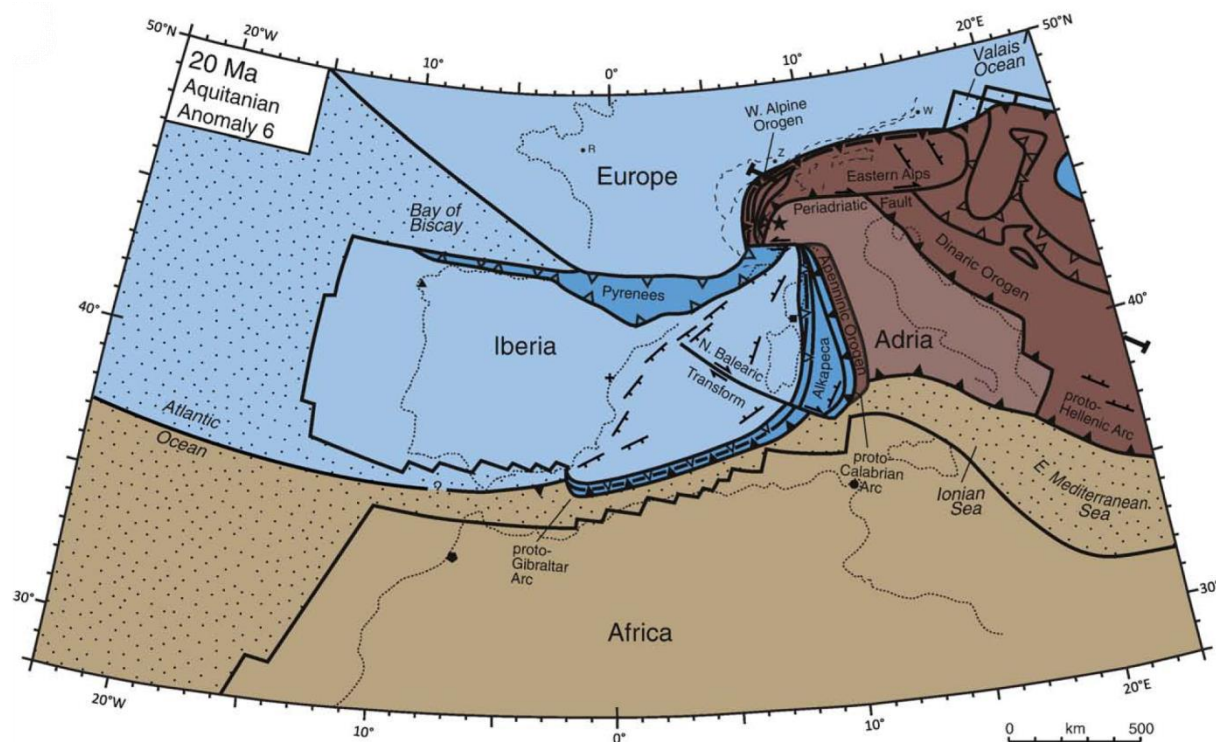 50°N
20°W
10°
0°
10°
20°E
50°N
20 Ma
Aquitanian
Anomaly 6
Valais
Ocean
W. Alpine
Orogen
W
Z
R
Europe
Eastern Alps
Periadriatic Fault
Bay of
Biscay
Dinaric Orogen
Pyrenees
Apenninic Orogen
40°
40°
Iberia
N. Balearic
Transform
Alkapeca
Adria
proto-
Hellenic Arc
Atlantic
Ocean
?
proto-
Calabrian
Arc
Ionian
Sea
E. Mediterranean
Sea
proto-
Gibraltar
Arc
30°
30°
Africa
20°W
10°
0°
10°
20°E
0 km 500